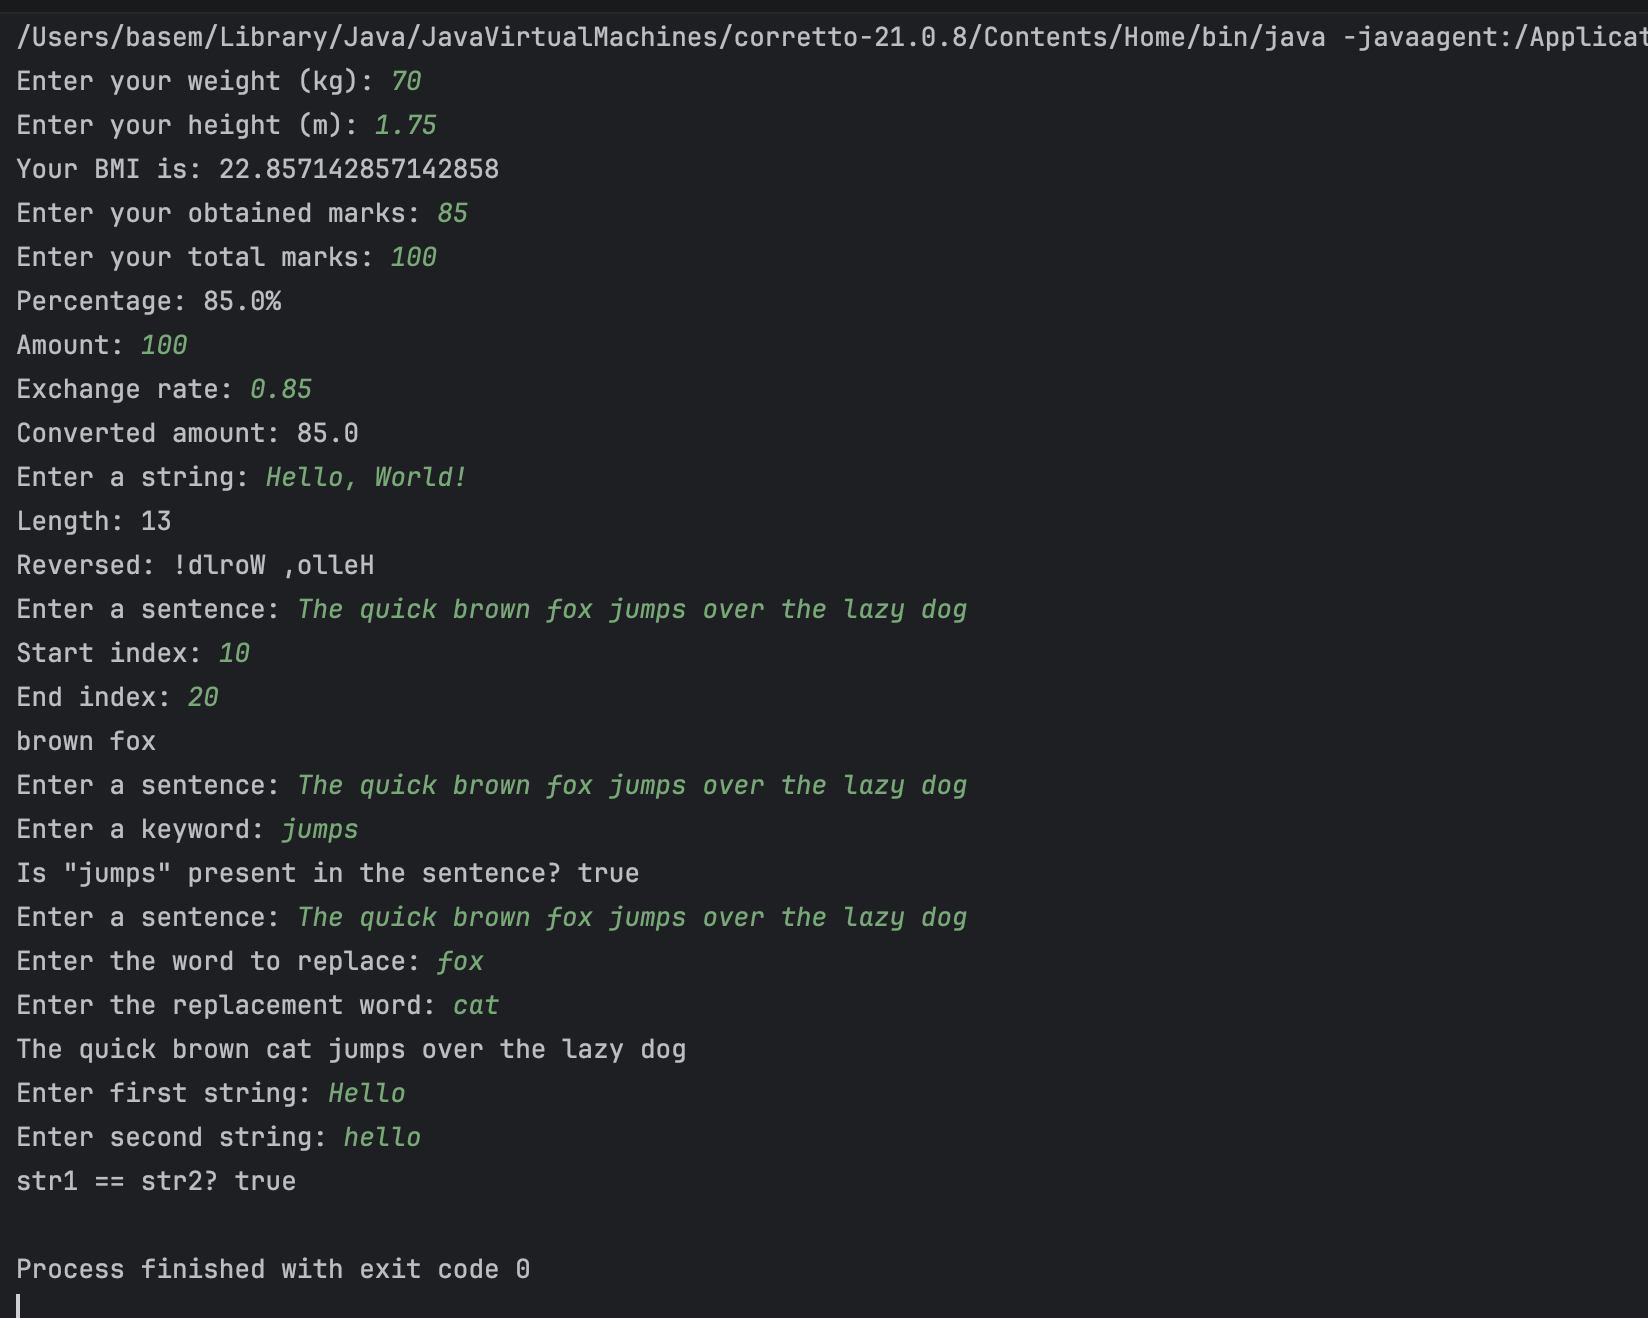 /Users/basem/Library/Java/JavaVirtualMachines/corretto-21.0.8/Contents/Home/bin/java -javaagent:/Applicat
Enter your weight (kg): 70
Enter your height (m): 1.75
Your BMI is: 22.857142857142858
Enter your obtained marks: 85
Enter your total marks: 100
Percentage: 85.0%
Amount: 100
Exchange rate: 0.85
Converted amount: 85.0
Enter a string: Hello, World!
Length: 13
Reversed: !dlroW ,olleH
Enter a sentence: The quick brown fox jumps over the lazy dog
Start index: 10
End index: 20
brown fox
Enter a sentence: The quick brown fox jumps over the lazy dog
Enter a keyword: jumps
Is "jumps" present in the sentence? true
Enter a sentence: The quick brown fox jumps over the lazy dog
Enter the word to replace: fox
Enter the replacement word: cat
The quick brown cat jumps over the lazy dog
Enter first string: Hello
Enter second string: hello
str1 == str2? true
Process finished with exit code 0